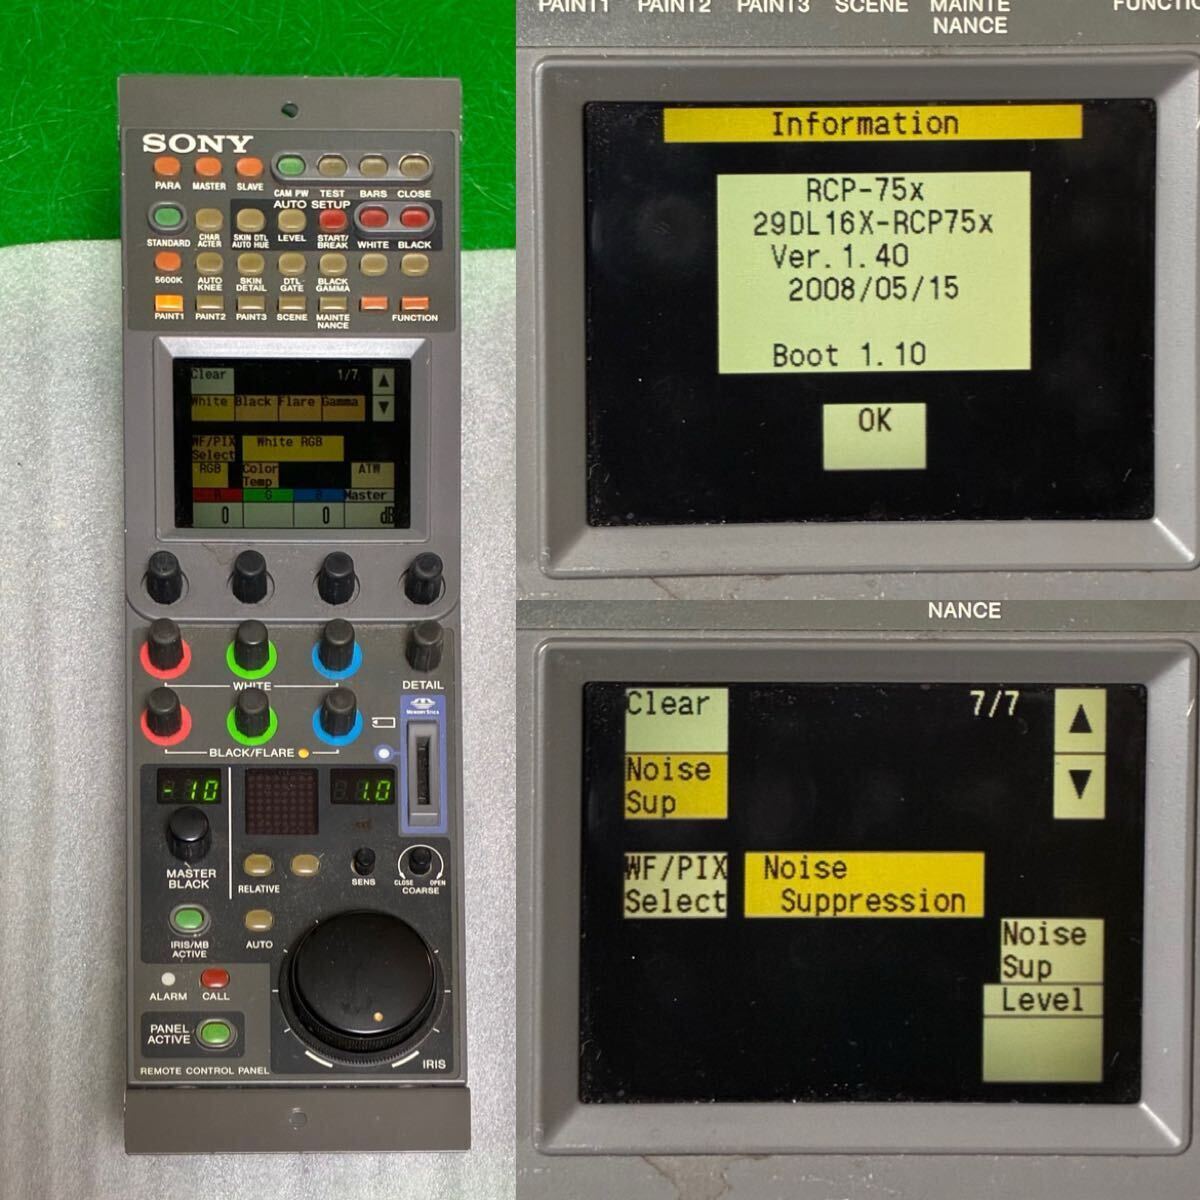 SONY
PARA MASTER SLAVE CAM PW TEST BARS CLOSE
AUTO SETUP
STANDARD CHAR ACTER SKIN DTL AUTO HUE LEVEL START/ BREAK WHITE BLACK
5600K AUTO KNEE SKIN DETAIL DTL GATE BLACK GAMMA
PAINT1 PAINT2 PAINT3 SCENE MAINTE NANCE FUNCTION
Clear 1/7
White Black Flare Gamma
WF/PIX Select White RGB
RGB Color Temp ATW
R G B Master
0 0 dB
WHITE
DETAIL
MEMORY STICK
BLACK/FLARE
-10
1.0
MASTER BLACK
RELATIVE
SENS
CLOSE OPEN
COARSE
IRIS/MB ACTIVE
AUTO
ALARM CALL
PANEL ACTIVE
IRIS
REMOTE CONTROL PANEL
PAINT1 PAINT2 PAINT3 SCENE MAINTE NANCE
Information
RCP-75x
29DL16X-RCP75x
Ver.1.40
2008/05/15
Boot 1.10
OK
NANCE
Clear 7/7
Noise
Sup
WF/PIX Noise
Select Suppression
Noise
Sup
Level